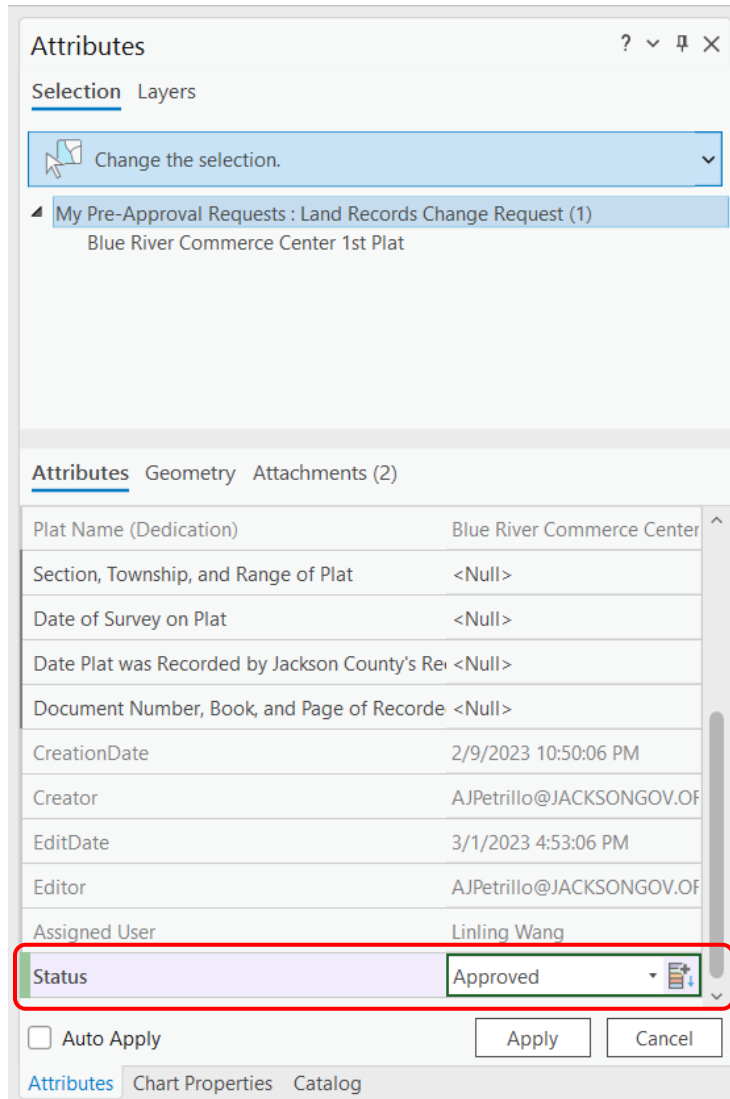 Attributes ?
Selection Layers
Change the selection.
My Pre-Approval Requests : Land Records Change Request (1)
Blue River Commerce Center 1st Plat
Attributes Geometry Attachments (2)
Plat Name (Dedication) Blue River Commerce Center
Section, Township, and Range of Plat <Null>
Date of Survey on Plat <Null>
Date Plat was Recorded by Jackson County's Re <Null>
Document Number, Book, and Page of Recorde <Null>
CreationDate 2/9/2023 10:50:06 PM
Creator AJPetrillo@JACKSONGOV.OF
EditDate 3/1/2023 4:53:06 PM
Editor AJPetrillo@JACKSONGOV.OF
Assigned User Linling Wang
Status Approved
Auto Apply Apply Cancel
Attributes Chart Properties Catalog